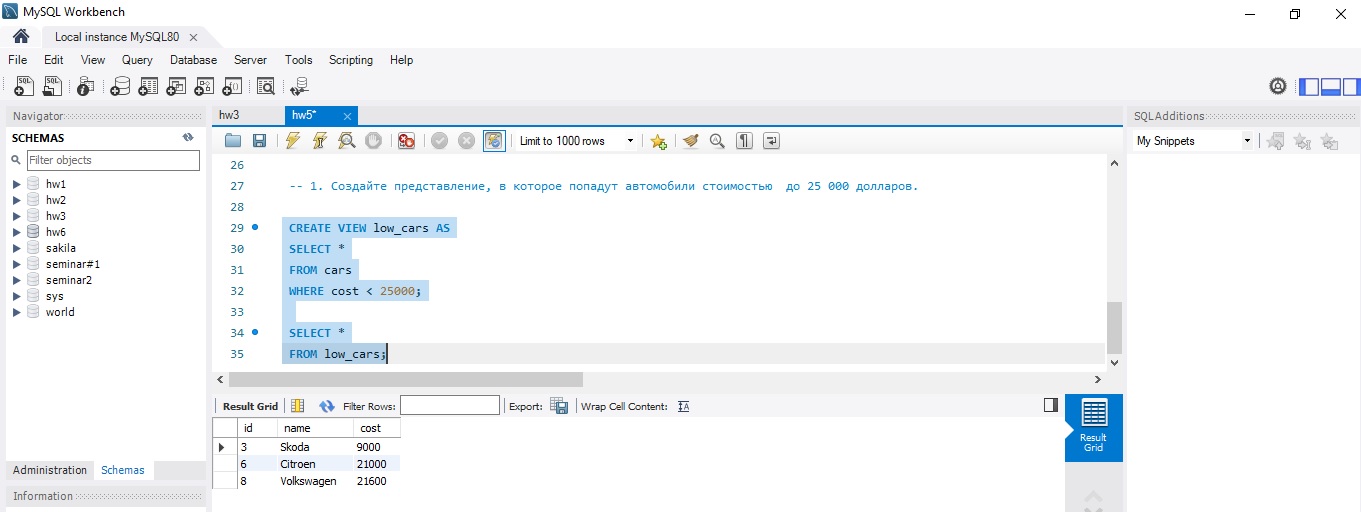 MySQL Workbench
Local instance MySQL80
File Edit View Query Database Server Tools Scripting Help
Navigator
SCHEMAS
Filter objects
hw1
hw2
hw3
hw6
sakila
seminar#1
seminar2
sys
world
Administration Schemas
Information
hw3 hw5*
Limit to 1000 rows
26
27 -- 1. Создайте представление, в которое попадут автомобили стоимостью до 25 000 долларов.
28
29 CREATE VIEW low_cars AS
30 SELECT *
31 FROM cars
32 WHERE cost < 25000;
33
34 SELECT *
35 FROM low_cars;
Result Grid Filter Rows: Export: Wrap Cell Content:
id name cost
3 Skoda 9000
6 Citroen 21000
8 Volkswagen 21600
Result
Grid
SQLAdditions
My Snippets